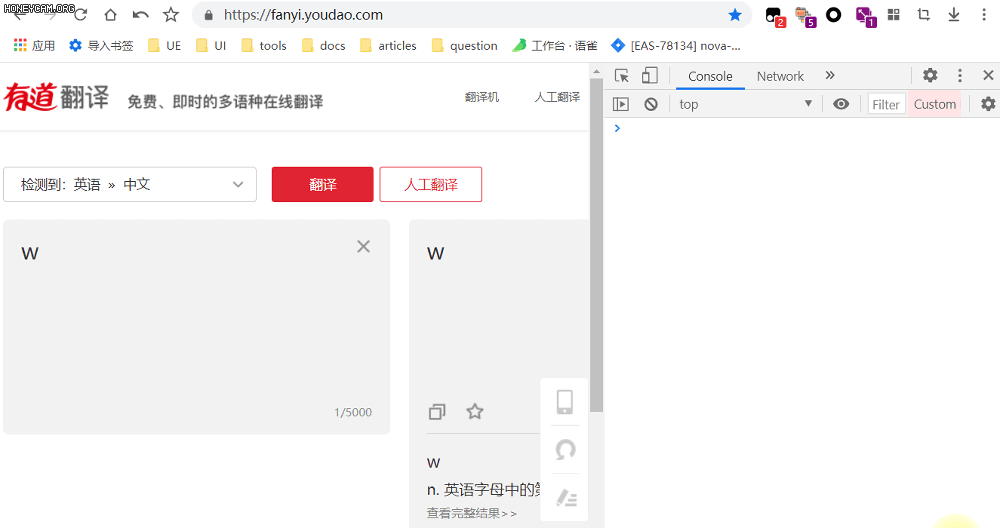 HONEYCAM.ORG
https://fanyi.youdao.com
2
5
1
应用 导入书签 UE UI tools docs articles question 工作台 · 语雀 [EAS-78134] nova-...
有道翻译 免费、即时的多语种在线翻译 翻译机 人工翻译
Console Network »
top Filter Custom
检测到：英语 » 中文 翻译 人工翻译
w
w
1/5000
w
n. 英语字母中的第
查看完整结果>>